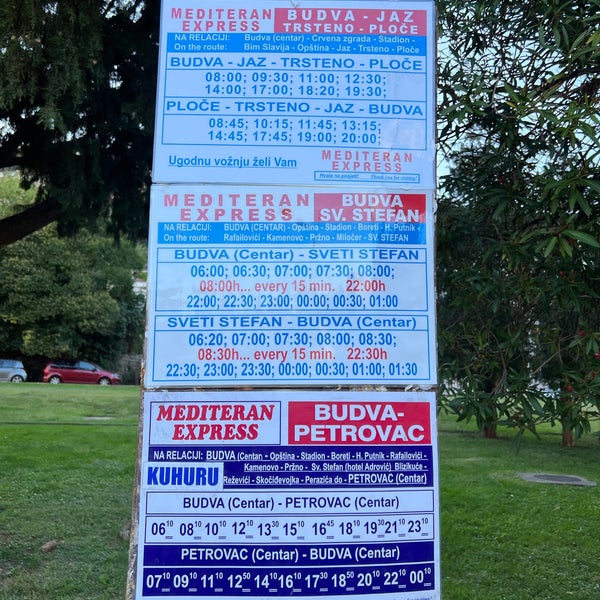 MEDITERAN EXPRESS
BUDVA - JAZ
TRSTENO - PLOČE
NA RELACIJI: Budva (centar) - Crvena zgrada - Stadion -
On the route: Bim Slavija - Opština - Jaz - Trsteno - Ploče
BUDVA - JAZ - TRSTENO - PLOČE
08:00; 09:30; 11:00; 12:30;
14:00; 17:00; 18:20; 19:30;
PLOČE - TRSTENO - JAZ - BUDVA
08:45; 10:15; 11:45; 13:15;
14:45; 17:45; 19:00; 20:00;
Ugodnu vožnju želi Vam
MEDITERAN EXPRESS
Hvala na posjeti! Thank you for visiting!
MEDITERAN EXPRESS
BUDVA
SV. STEFAN
NA RELACIJI: BUDVA (CENTAR) - Opština - Stadion - Boreti - H. Putnik -
On the route: Rafailovići - Kamenovo - Pržno - Miločer - SV. STEFAN
BUDVA (Centar) - SVETI STEFAN
06:00; 06:30; 07:00; 07:30; 08:00;
08:00h... every 15 min. 22:00h
22:00; 22:30; 23:00; 00:00; 00:30; 01:00
SVETI STEFAN - BUDVA (Centar)
06:20; 07:00; 07:30; 08:00; 08:30;
08:30h... every 15 min. 22:30h
22:30; 23:00; 23:30; 00:00; 00:30; 01:00; 01:30
MEDITERAN EXPRESS
BUDVA-
PETROVAC
NA RELACIJI: BUDVA (Centar) - Opština - Stadion - Boreti - H. Putnik - Rafailovići -
KUHURU
Kamenovo - Pržno - Sv. Stefan (hotel Adrović) Blizikuće -
Reževići - Skočiđevojka - Perazića do - PETROVAC (Centar)
BUDVA (Centar) - PETROVAC (Centar)
06¹⁰ 08¹⁰ 10¹⁰ 12¹⁰ 13³⁰ 15¹⁰ 16⁴⁵ 18¹⁰ 19³⁰ 21¹⁰ 23¹⁰
PETROVAC (Centar) - BUDVA (Centar)
07¹⁰ 09¹⁰ 11¹⁰ 12⁵⁰ 14¹⁰ 16¹⁰ 17³⁰ 18⁵⁰ 20¹⁰ 22¹⁰ 00¹⁰